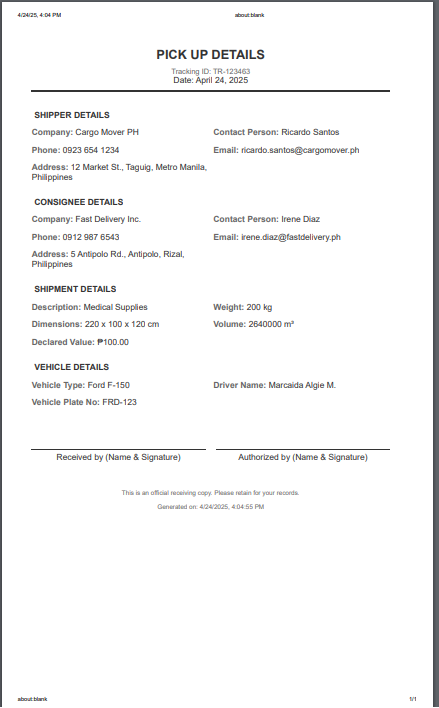 4/24/25, 4:04 PM about:blank
PICK UP DETAILS
Tracking ID: TR-123463
Date: April 24, 2025
SHIPPER DETAILS
Company: Cargo Mover PH Contact Person: Ricardo Santos
Phone: 0923 654 1234 Email: ricardo.santos@cargomover.ph
Address: 12 Market St., Taguig, Metro Manila,
Philippines
CONSIGNEE DETAILS
Company: Fast Delivery Inc. Contact Person: Irene Diaz
Phone: 0912 987 6543 Email: irene.diaz@fastdelivery.ph
Address: 5 Antipolo Rd., Antipolo, Rizal,
Philippines
SHIPMENT DETAILS
Description: Medical Supplies Weight: 200 kg
Dimensions: 220 x 100 x 120 cm Volume: 2640000 m³
Declared Value: ₱100.00
VEHICLE DETAILS
Vehicle Type: Ford F-150 Driver Name: Marcaida Algie M.
Vehicle Plate No: FRD-123
Received by (Name & Signature) Authorized by (Name & Signature)
This is an official receiving copy. Please retain for your records.
Generated on: 4/24/2025, 4:04:55 PM
about:blank 1/1